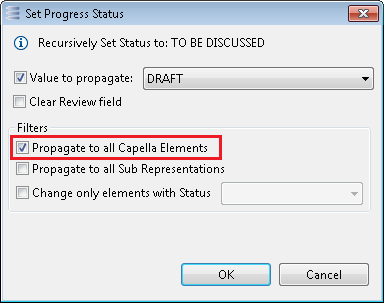 Set Progress Status
Recursively Set Status to: TO BE DISCUSSED
Value to propagate: DRAFT
Clear Review field
Filters
Propagate to all Capella Elements
Propagate to all Sub Representations
Change only elements with Status
OK Cancel